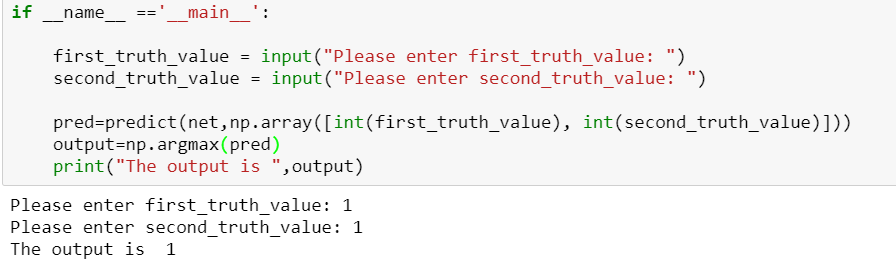 if __name__ =='__main__':
    first_truth_value = input("Please enter first_truth_value: ")
    second_truth_value = input("Please enter second_truth_value: ")
    pred=predict(net,np.array([int(first_truth_value), int(second_truth_value)]))
    output=np.argmax(pred)
    print("The output is ",output)
Please enter first_truth_value: 1
Please enter second_truth_value: 1
The output is  1